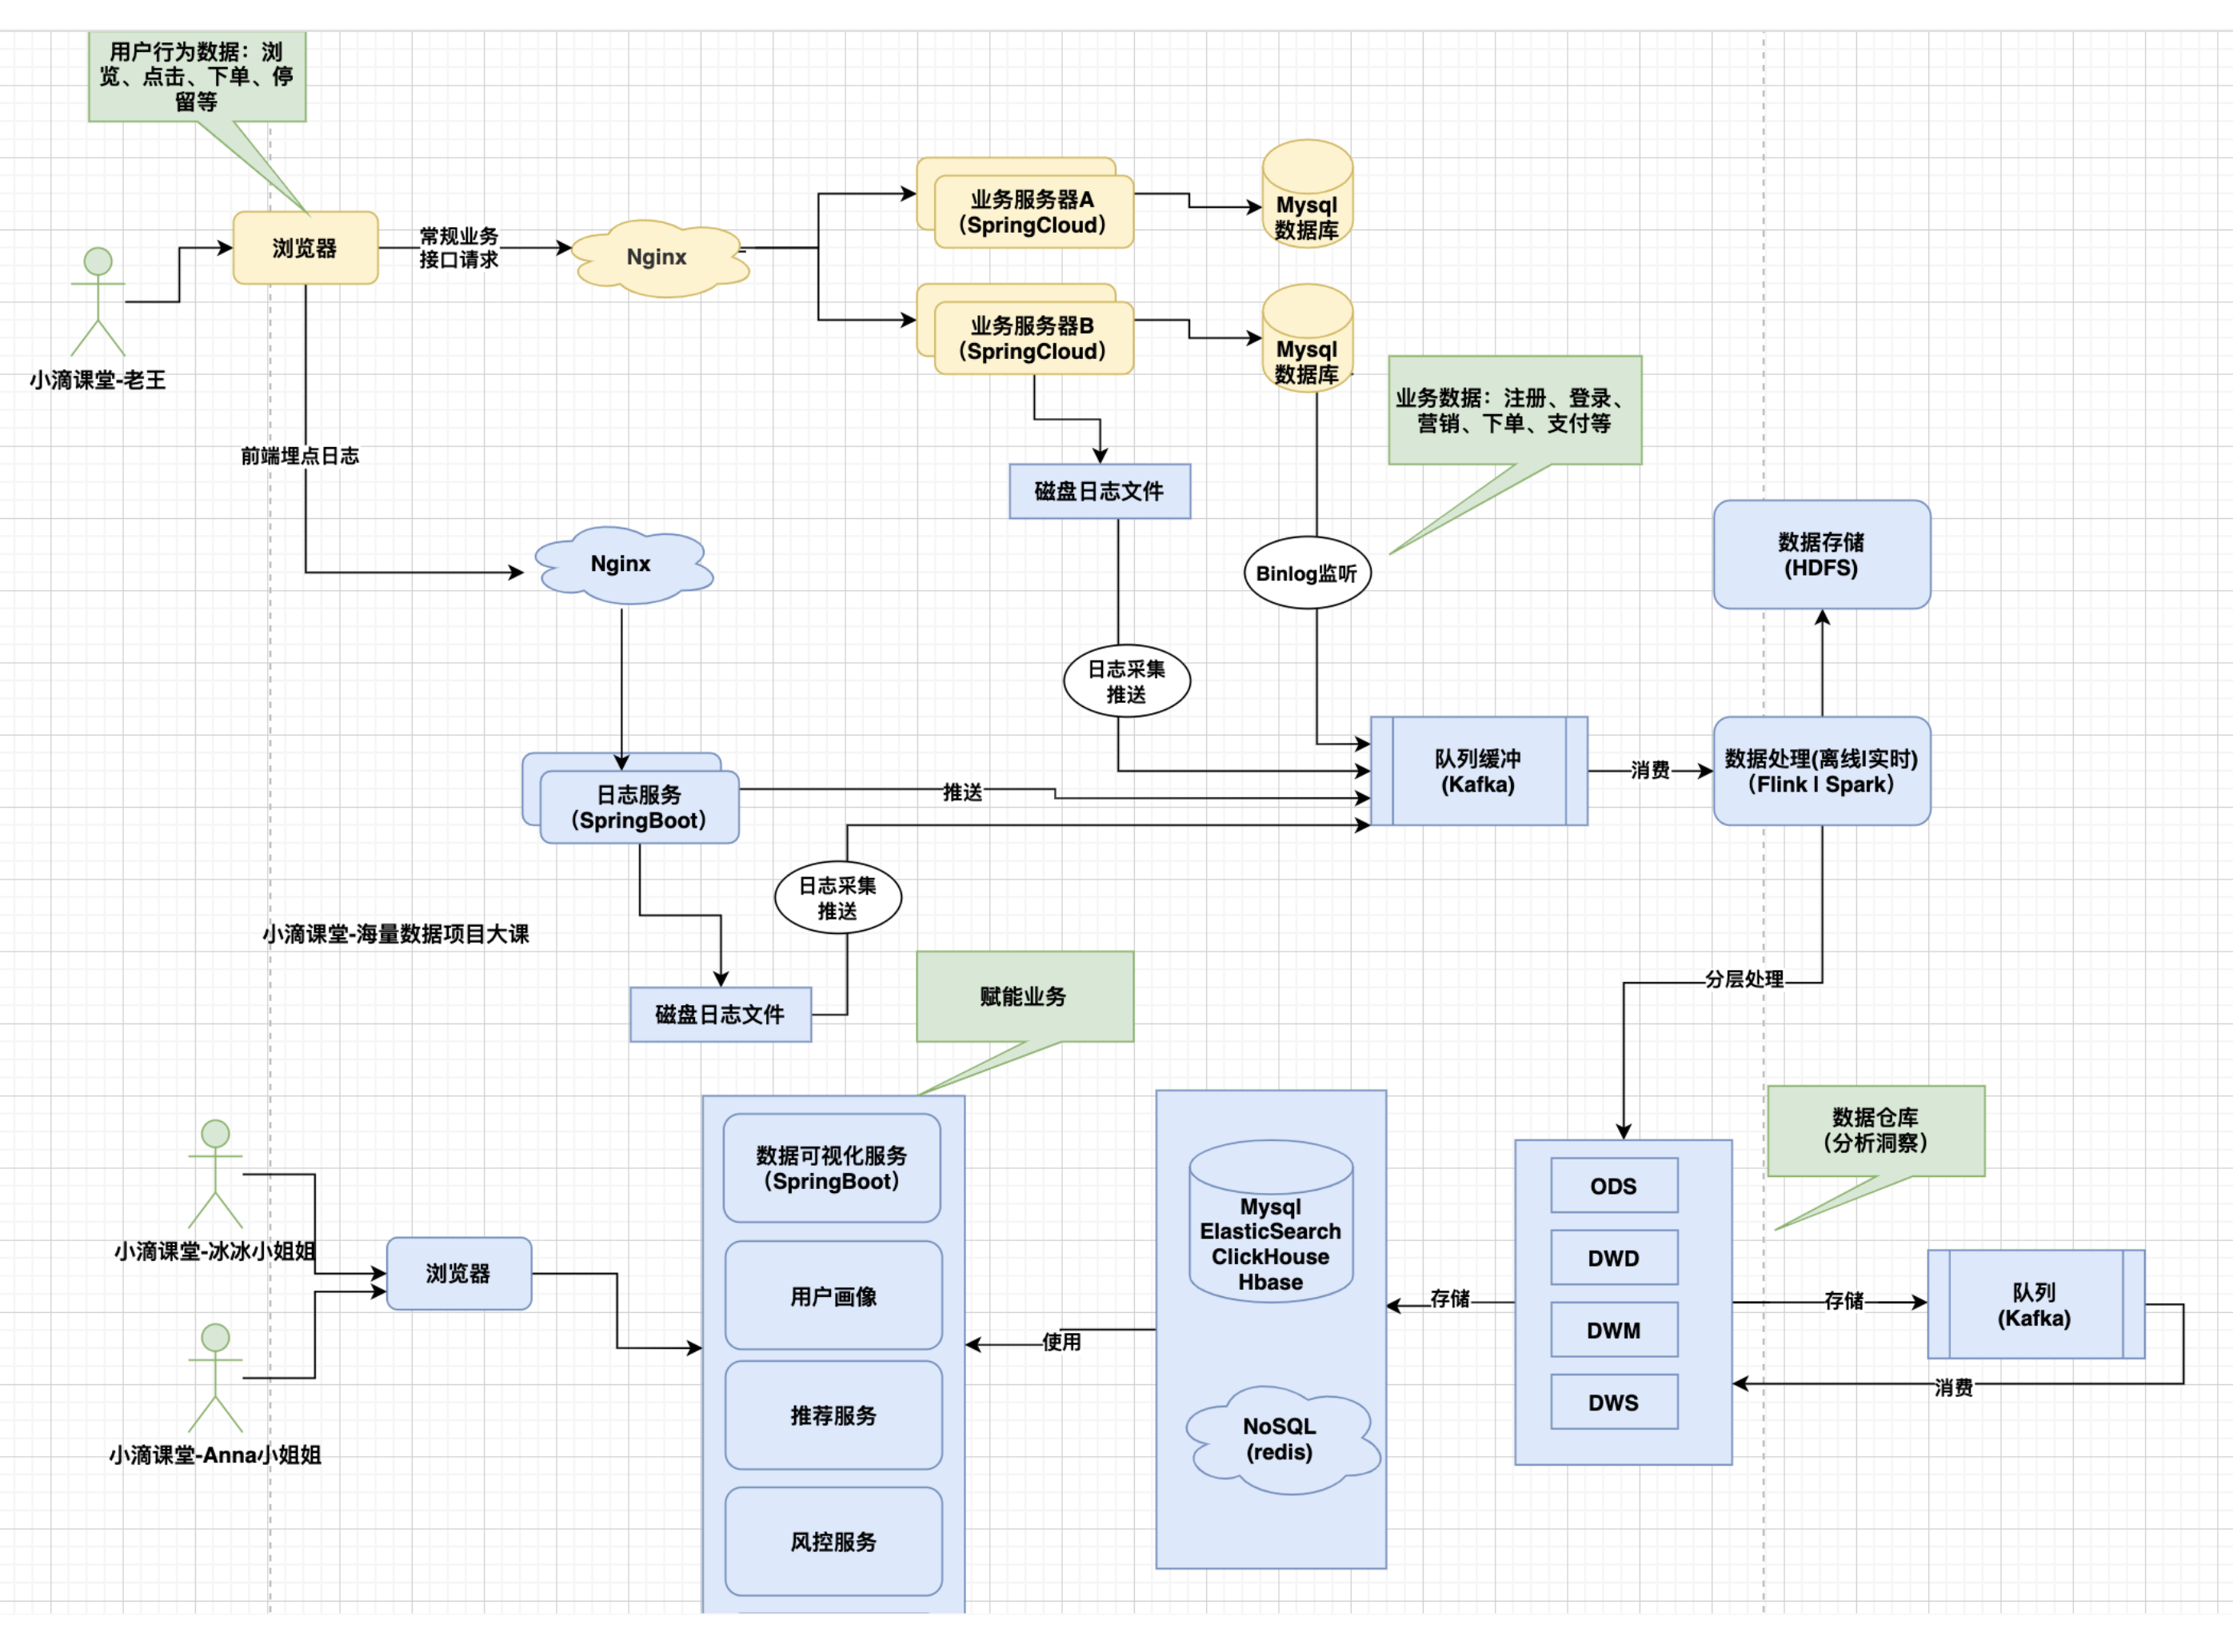 用户行为数据：浏
览、点击、下单、停
留等
浏览器
常规业务
接口请求
Nginx
业务服务器A
（SpringCloud）
Mysql
数据库
业务服务器B
（SpringCloud）
Mysql
数据库
小滴课堂-老王
业务数据：注册、登录、
营销、下单、支付等
前端埋点日志
磁盘日志文件
Nginx
Binlog监听
数据存储
(HDFS)
日志采集
推送
队列缓冲
(Kafka)
消费
数据处理(离线|实时)
（Flink | Spark）
日志服务
（SpringBoot）
推送
日志采集
推送
小滴课堂-海量数据项目大课
磁盘日志文件
赋能业务
分层处理
数据仓库
（分析洞察）
数据可视化服务
（SpringBoot）
用户画像
推荐服务
风控服务
Mysql
ElasticSearch
ClickHouse
Hbase
NoSQL
(redis)
ODS
DWD
DWM
DWS
小滴课堂-冰冰小姐姐
浏览器
小滴课堂-Anna小姐姐
使用
存储
存储
队列
(Kafka)
消费